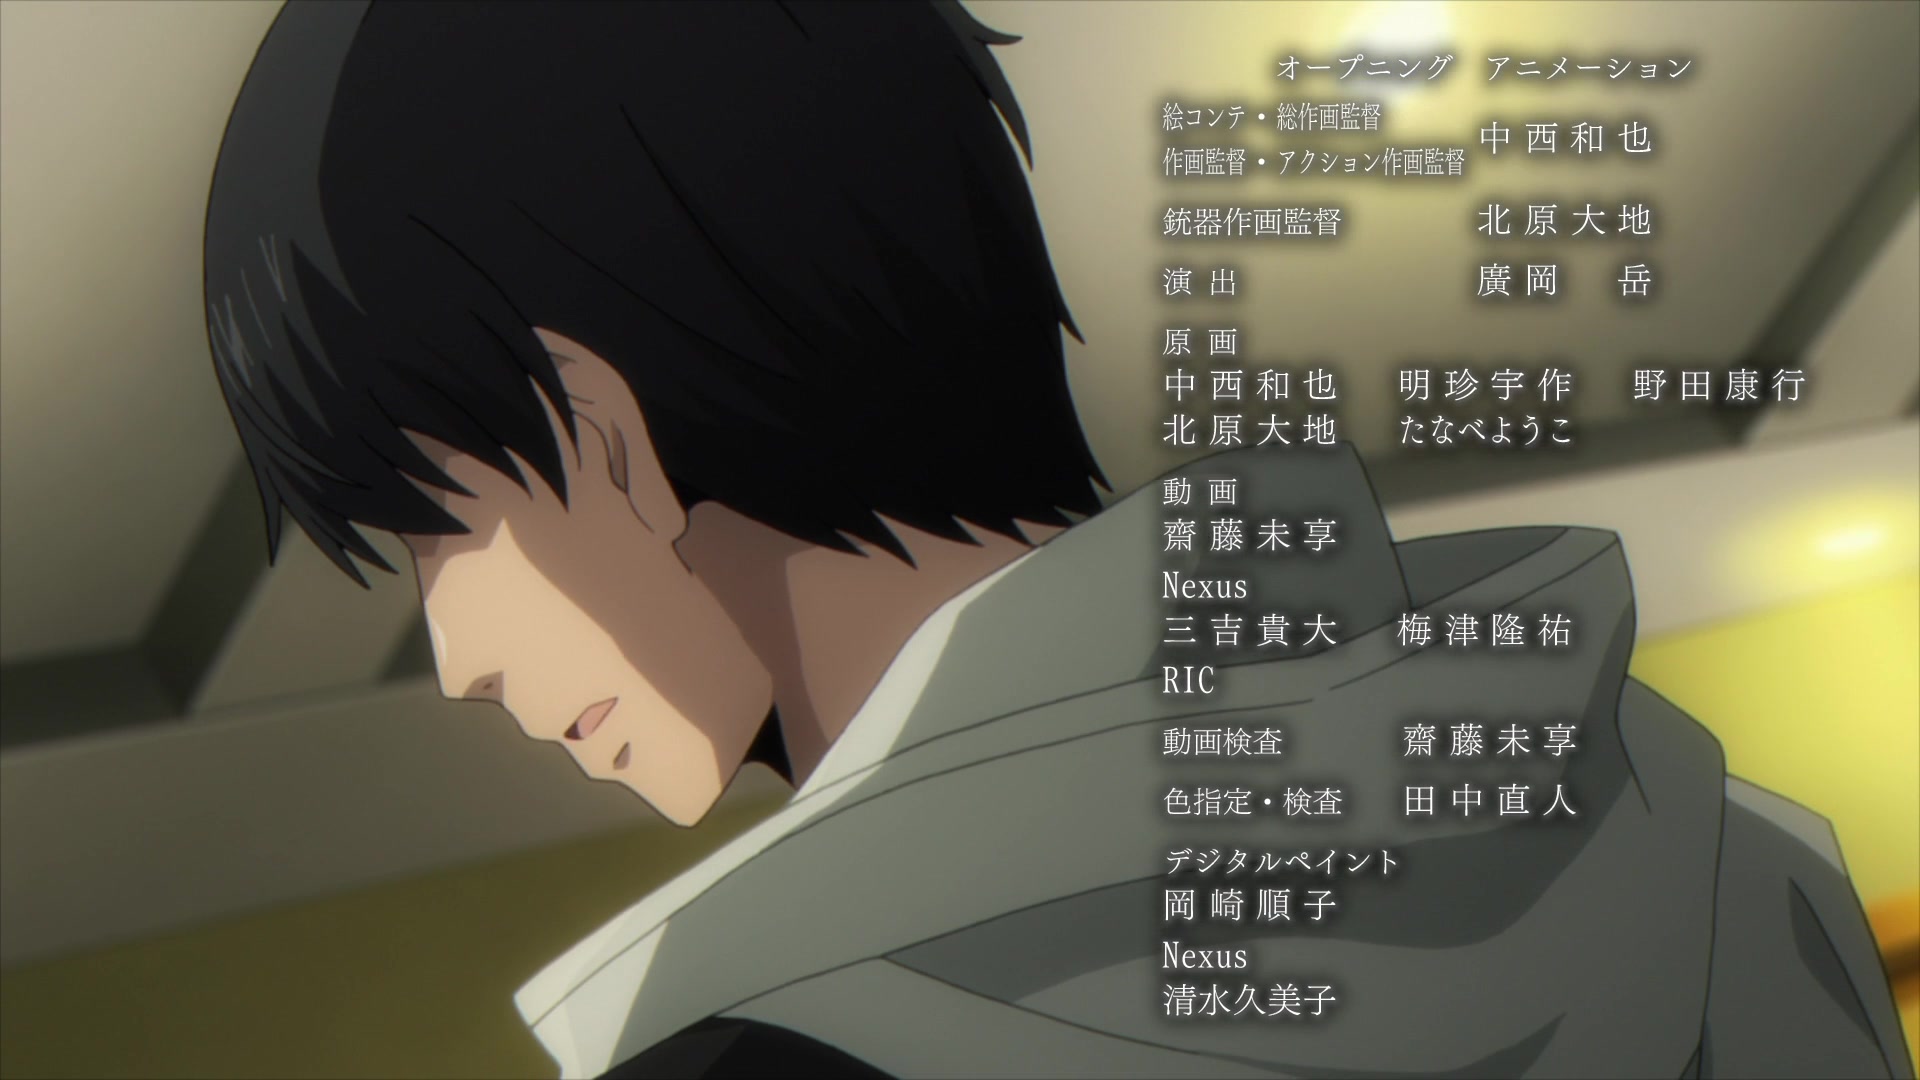 オープニング アニメーション
絵コンテ・総作画監督
作画監督・アクション作画監督 中西和也
銃器作画監督 北原大地
演出 廣岡 岳
原画
中西和也 明珍宇作 野田康行
北原大地 たなべようこ
動画
齋藤未享
Nexus
三吉貴大 梅津隆祐
RIC
動画検査 齋藤未享
色指定・検査 田中直人
デジタルペイント
岡崎順子
Nexus
清水久美子